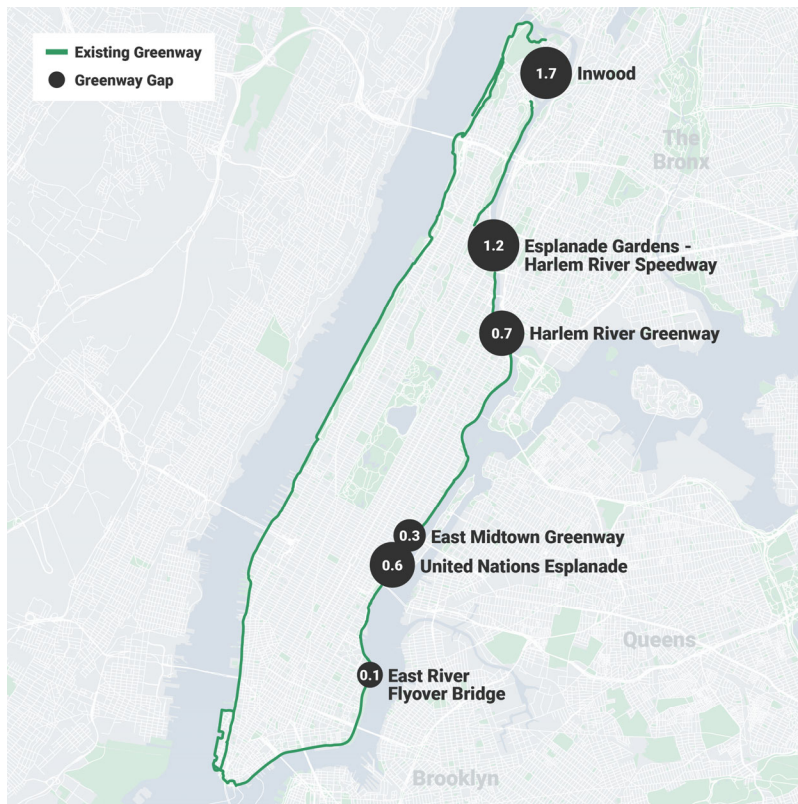 Existing Greenway
Greenway Gap
1.7 Inwood
The
Bronx
1.2 Esplanade Gardens -
Harlem River Speedway
0.7 Harlem River Greenway
0.3 East Midtown Greenway
0.6 United Nations Esplanade
Queens
0.1 East River
Flyover Bridge
Brooklyn